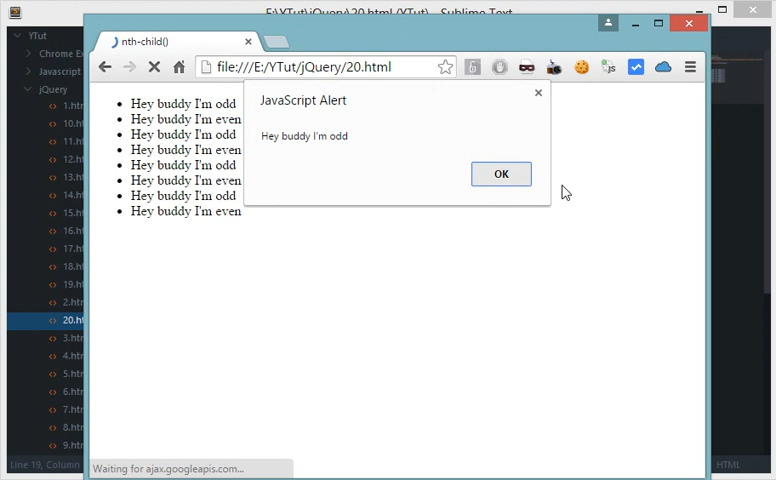 E:\YTut\jQuery\20.html (YTut) - Sublime Text
nth-child()
file:///E:/YTut/jQuery/20.html
YTut
Chrome Ex
Javascript
jQuery
1.htm
10.ht
11.ht
12.ht
13.ht
14.ht
15.ht
16.ht
17.ht
18.ht
19.ht
2.htm
20.ht
3.htm
4.htm
5.htm
6.htm
7.htm
8.htm
9.htm
Hey buddy I'm odd
Hey buddy I'm even
Hey buddy I'm odd
Hey buddy I'm even
Hey buddy I'm odd
Hey buddy I'm even
Hey buddy I'm odd
Hey buddy I'm even
JavaScript Alert
Hey buddy I'm odd
OK
Waiting for ajax.googleapis.com...
Line 19, Column
HTML